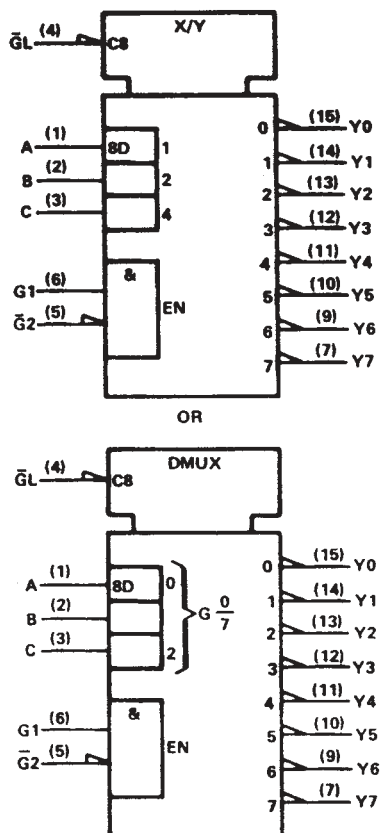 X/Y
G̅L (4) C8
(15)
0 Y0
A (1) 8D 1
(14)
1 Y1
B (2) 2
(13)
2 Y2
C (3) 4
(12)
3 Y3
(11)
4 Y4
&
G1 (6) EN
(10)
5 Y5
G̅2 (5)
(9)
6 Y6
(7)
7 Y7
OR
DMUX
G̅L (4) C8
(15)
0 Y0
A (1) 8D 0
(14)
1 Y1
B (2) G 0/7
(13)
2 Y2
C (3) 2
(12)
3 Y3
(11)
4 Y4
&
G1 (6) EN
(10)
5 Y5
G̅2 (5)
(9)
6 Y6
(7)
7 Y7